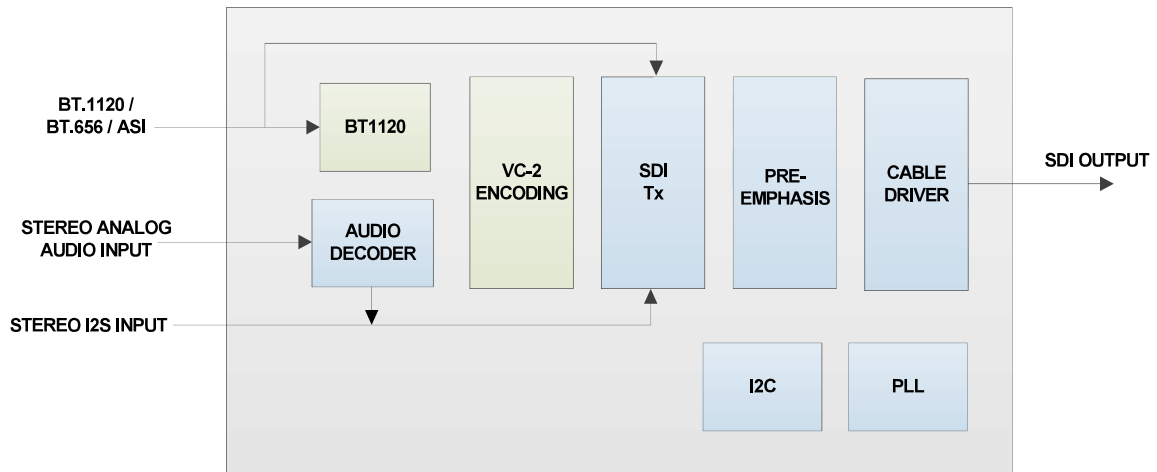 BT.1120 /
BT.656 / ASI
STEREO ANALOG
AUDIO INPUT
STEREO I2S INPUT
BT1120
AUDIO
DECODER
VC-2
ENCODING
SDI
Tx
PRE-
EMPHASIS
CABLE
DRIVER
SDI OUTPUT
I2C
PLL